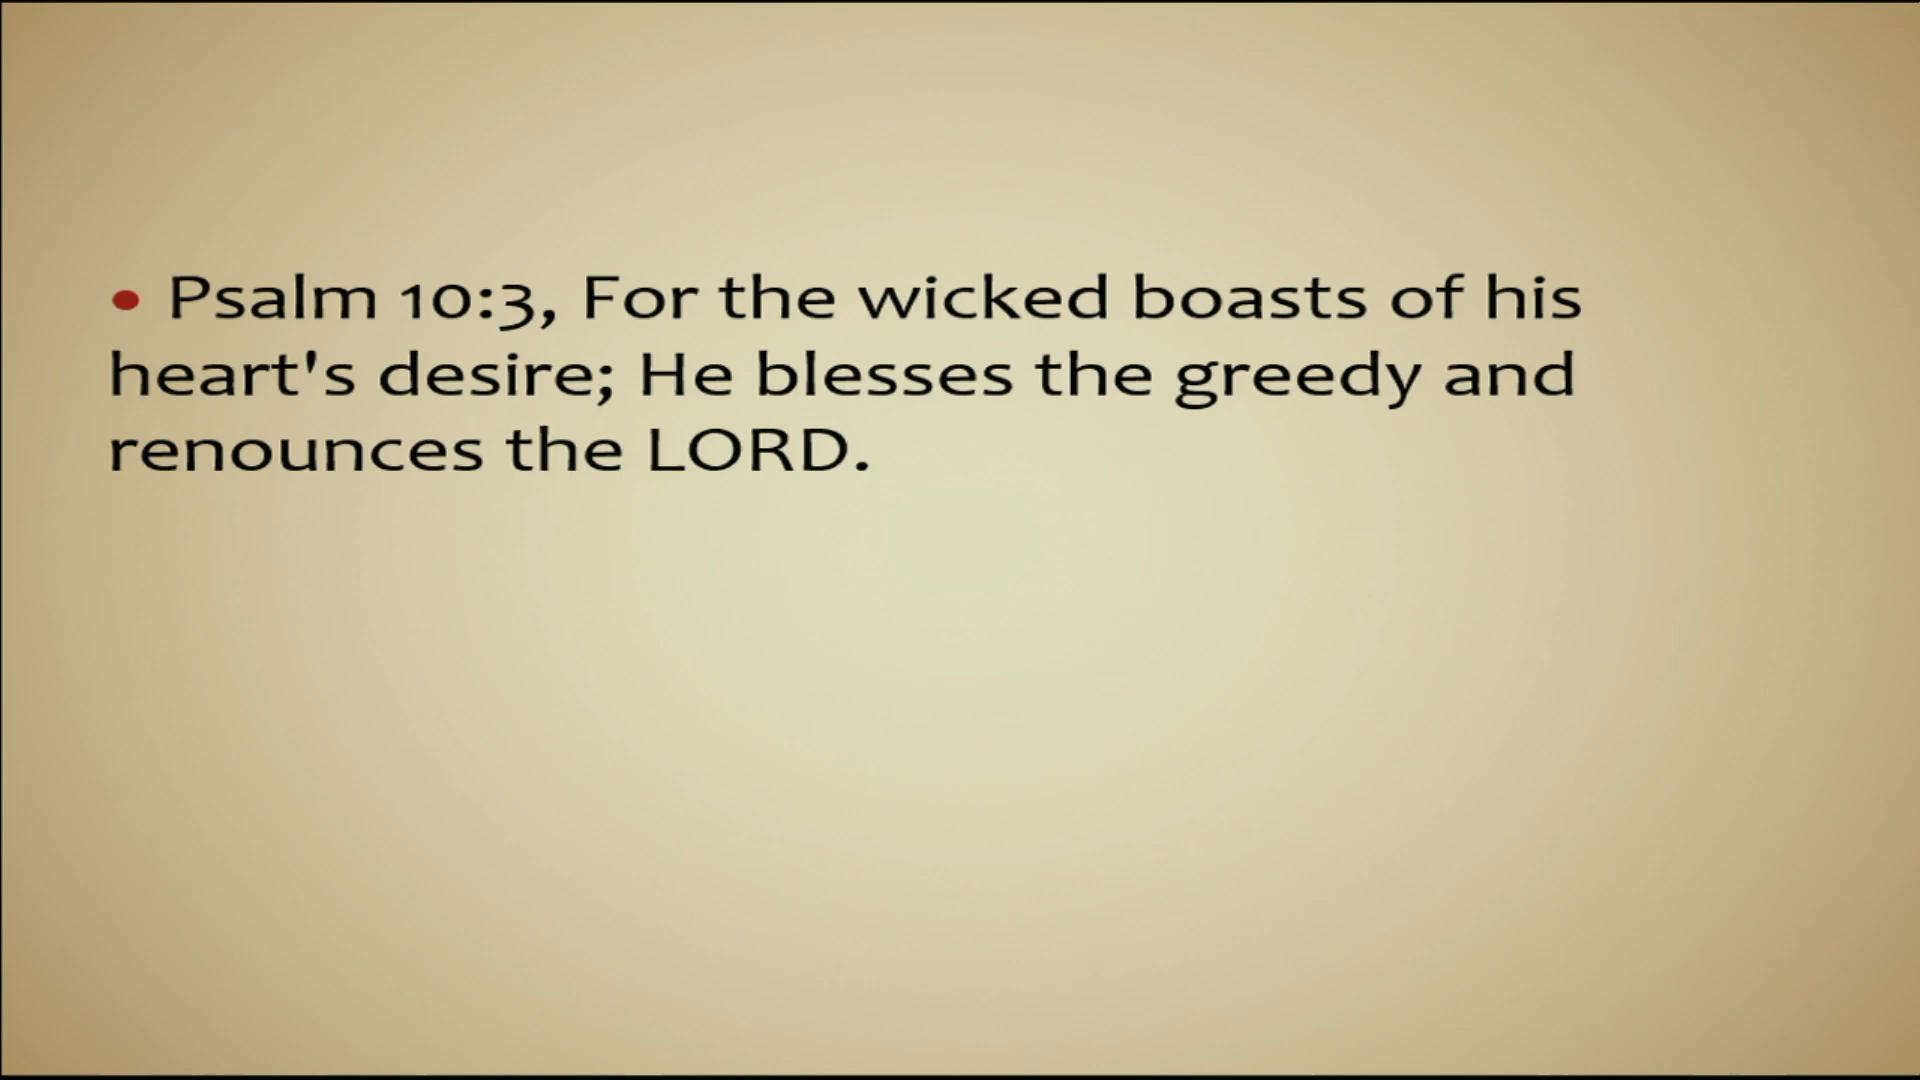 • Psalm 10:3, For the wicked boasts of his
heart's desire; He blesses the greedy and
renounces the LORD.